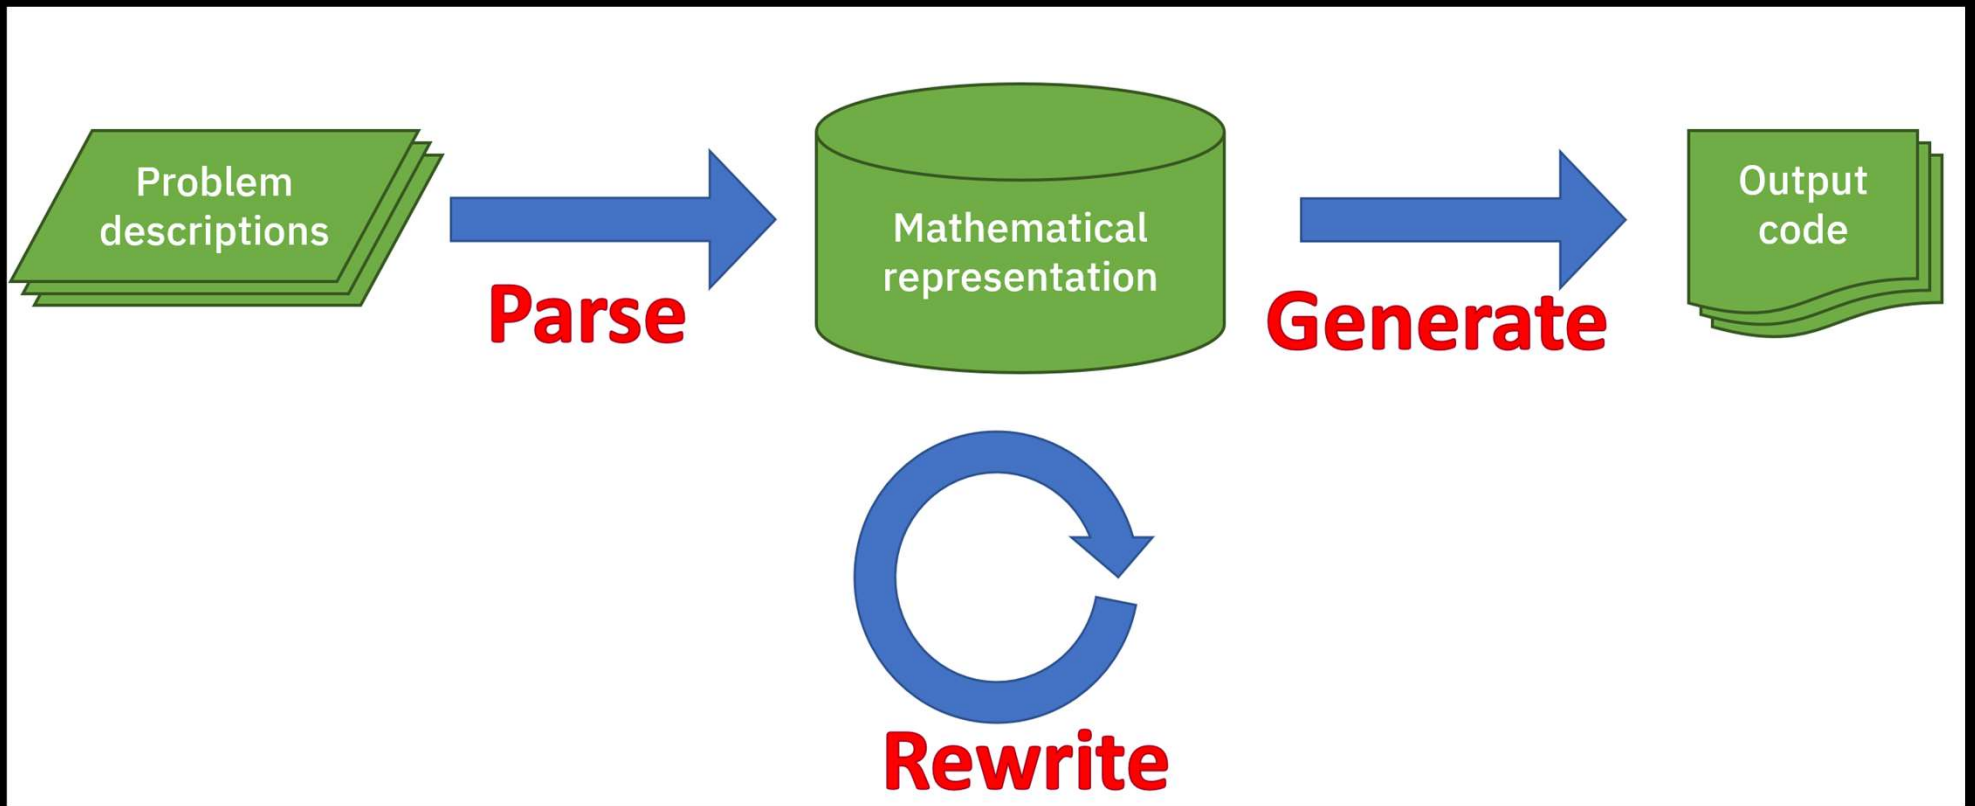 Problem
descriptions
Parse
Mathematical
representation
Generate
Output
code
Rewrite